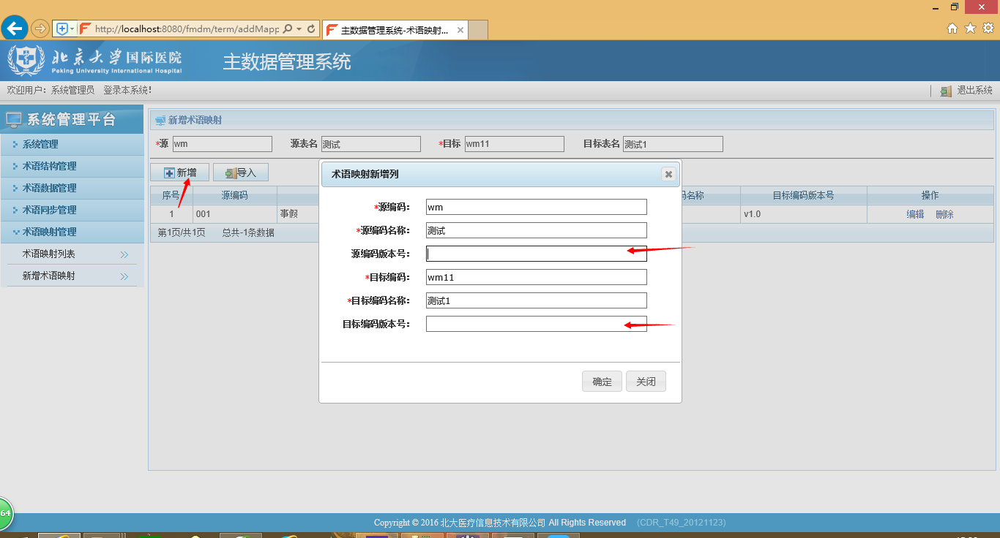 http://localhost:8080/fmdm/term/addMapp
主数据管理系统-术语映射...
北京大学国际医院
Peking University International Hospital
主数据管理系统
欢迎用户: 系统管理员 登录本系统!
退出系统
系统管理平台
系统管理
术语结构管理
术语数据管理
术语同步管理
术语映射管理
术语映射列表
新增术语映射
新增术语映射
*源 wm 源表名 测试 *目标 wm11 目标表名 测试1
新增 导入
序号 源编码 码名称 目标编码版本号 操作
1 001 事假 v1.0 编辑 删除
第1页/共1页 总共-1条数据
术语映射新增列
*源编码: wm
*源编码名称: 测试
源编码版本号:
*目标编码: wm11
*目标编码名称: 测试1
目标编码版本号:
确定 关闭
64
Copyright © 2016 北大医疗信息技术有限公司 All Rights Reserved (CDR_T49_20121123)